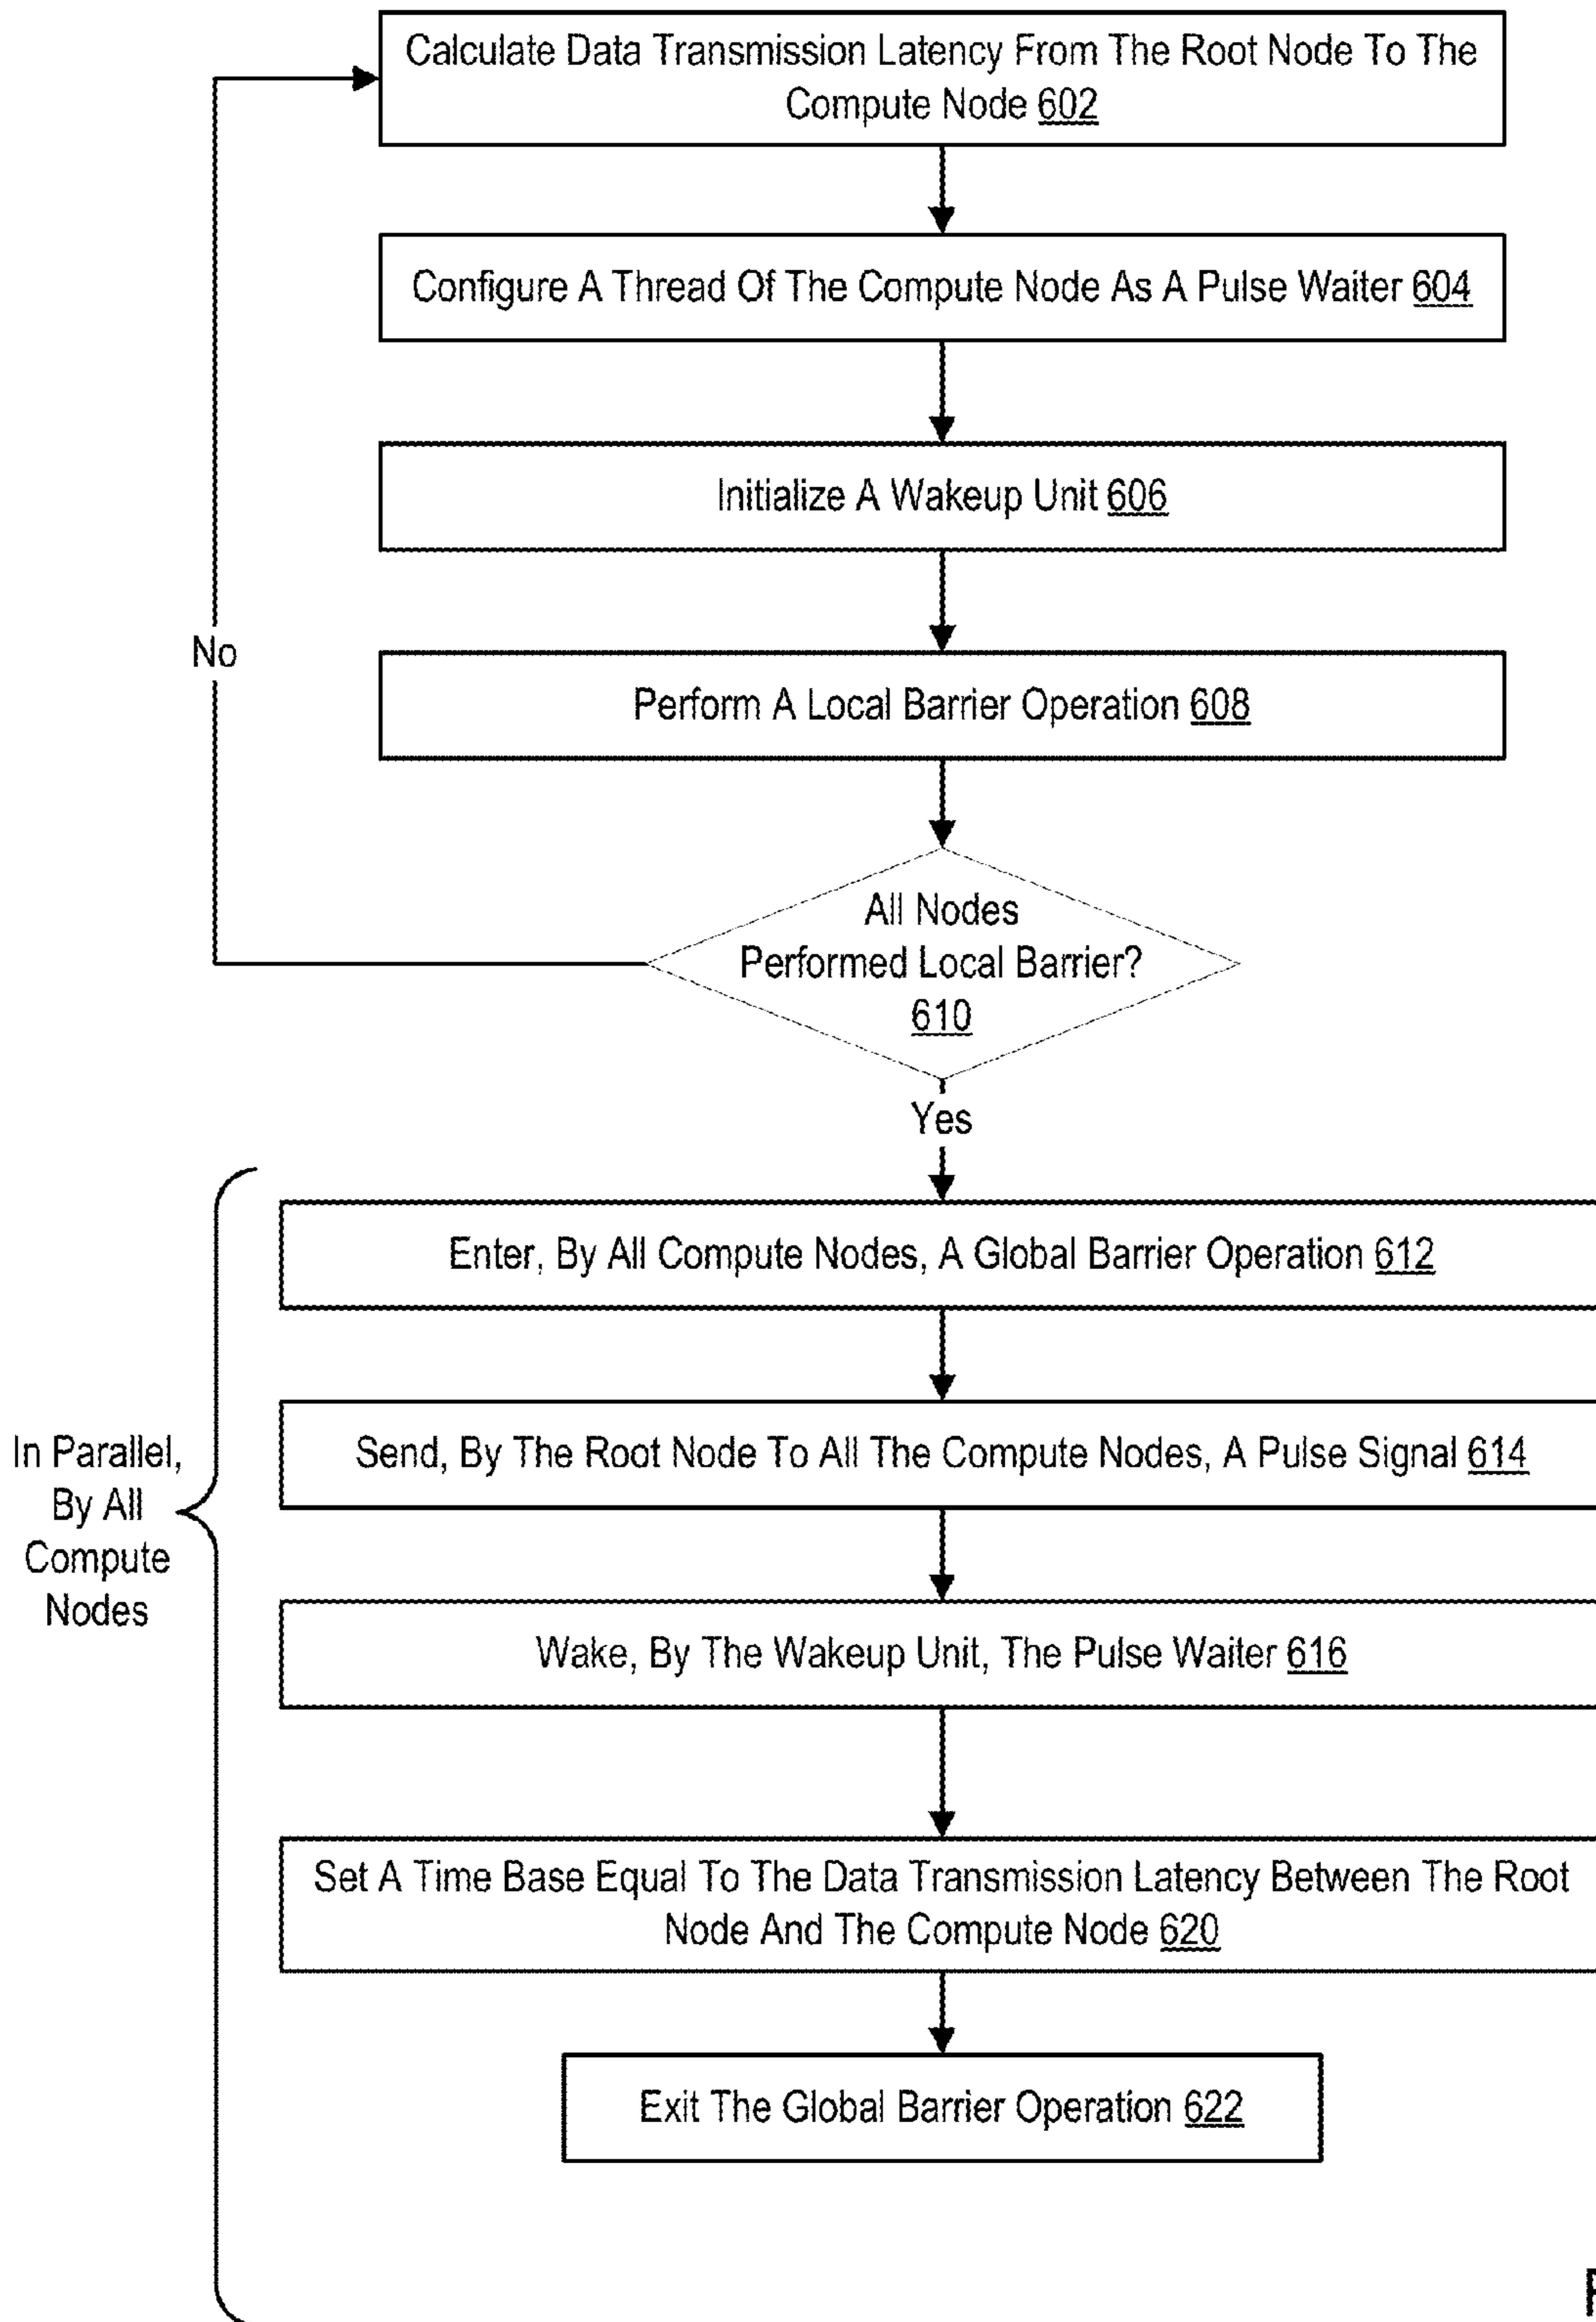 Calculate Data Transmission Latency From The Root Node To The
Compute Node 602
Configure A Thread Of The Compute Node As A Pulse Waiter 604
Initialize A Wakeup Unit 606
No
Perform A Local Barrier Operation 608
All Nodes
Performed Local Barrier?
610
Yes
Enter, By All Compute Nodes, A Global Barrier Operation 612
In Parallel,
By All
Compute
Nodes
Send, By The Root Node To All The Compute Nodes, A Pulse Signal 614
Wake, By The Wakeup Unit, The Pulse Waiter 616
Set A Time Base Equal To The Data Transmission Latency Between The Root
Node And The Compute Node 620
Exit The Global Barrier Operation 622